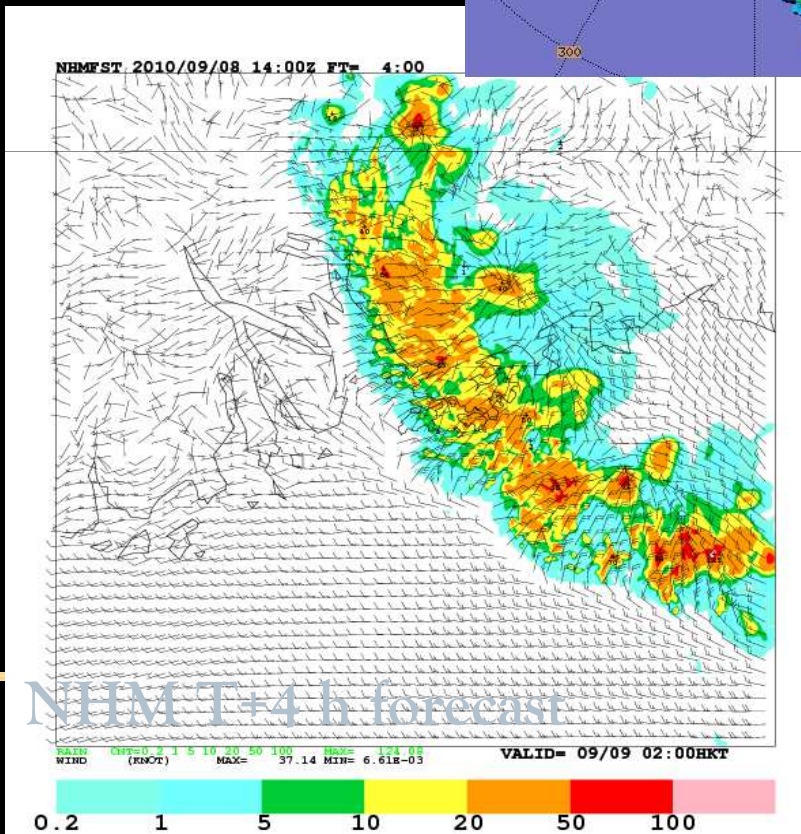 300
NHMFST 2010/09/08 14:00Z FT= 4:00
NHM T+4 h forecast
RAIN CNT=0.2 1 5 10 20 50 100 MAX= 124.08
WIND (KNOT) MAX= 37.14 MIN= 6.61E-03
VALID= 09/09 02:00HKT
0.2 1 5 10 20 50 100